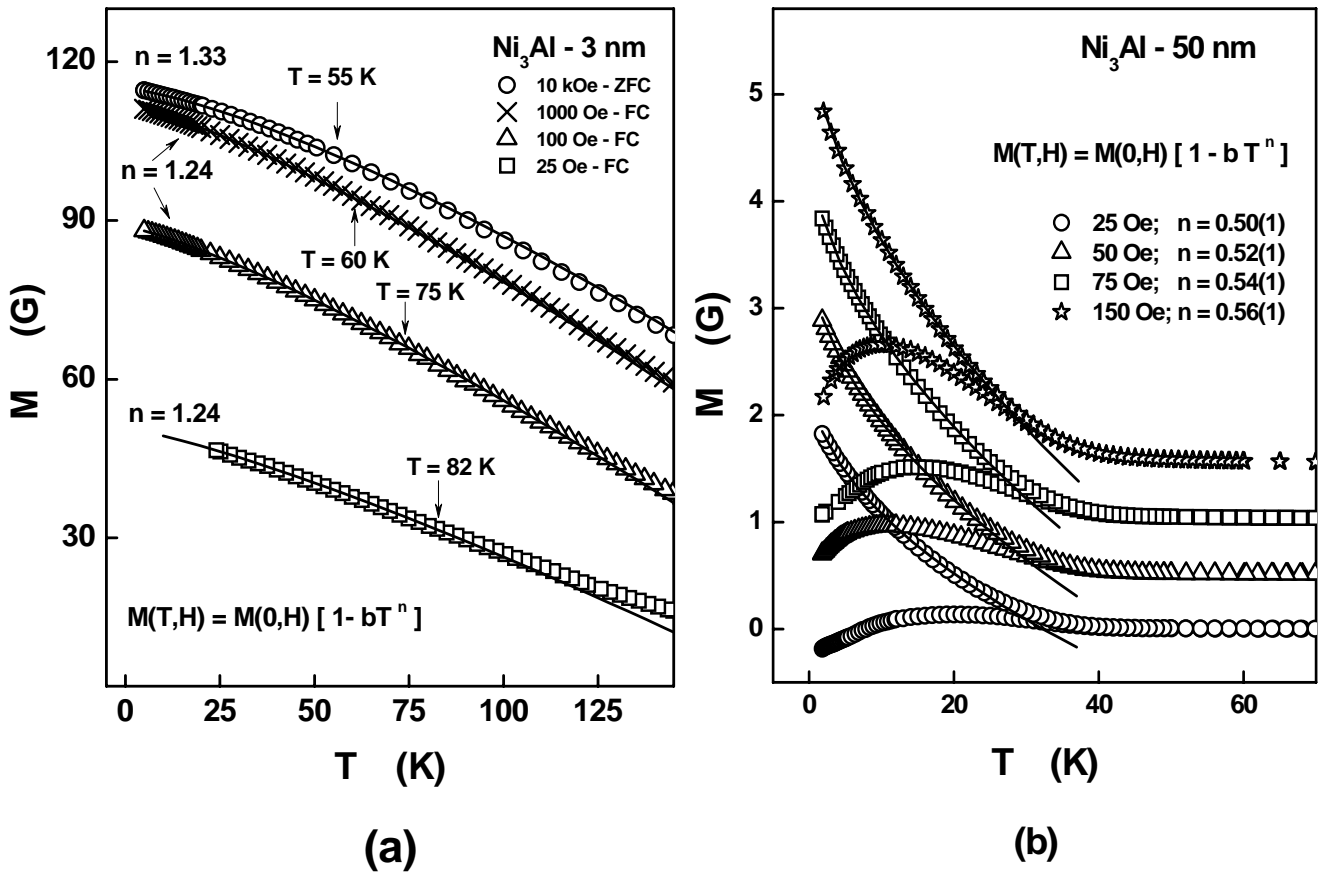 Ni3Al - 3 nm
10 kOe - ZFC
1000 Oe - FC
100 Oe - FC
25 Oe - FC
n = 1.33
T = 55 K
n = 1.24
T = 60 K
T = 75 K
n = 1.24
T = 82 K
M(T,H) = M(0,H) [ 1- bT^n ]
120
90
60
30
M (G)
0
25
50
75
100
125
T (K)
(a)
Ni3Al - 50 nm
M(T,H) = M(0,H) [ 1 - b T^n ]
25 Oe; n = 0.50(1)
50 Oe; n = 0.52(1)
75 Oe; n = 0.54(1)
150 Oe; n = 0.56(1)
5
4
3
2
1
0
M (G)
0
20
40
60
T (K)
(b)